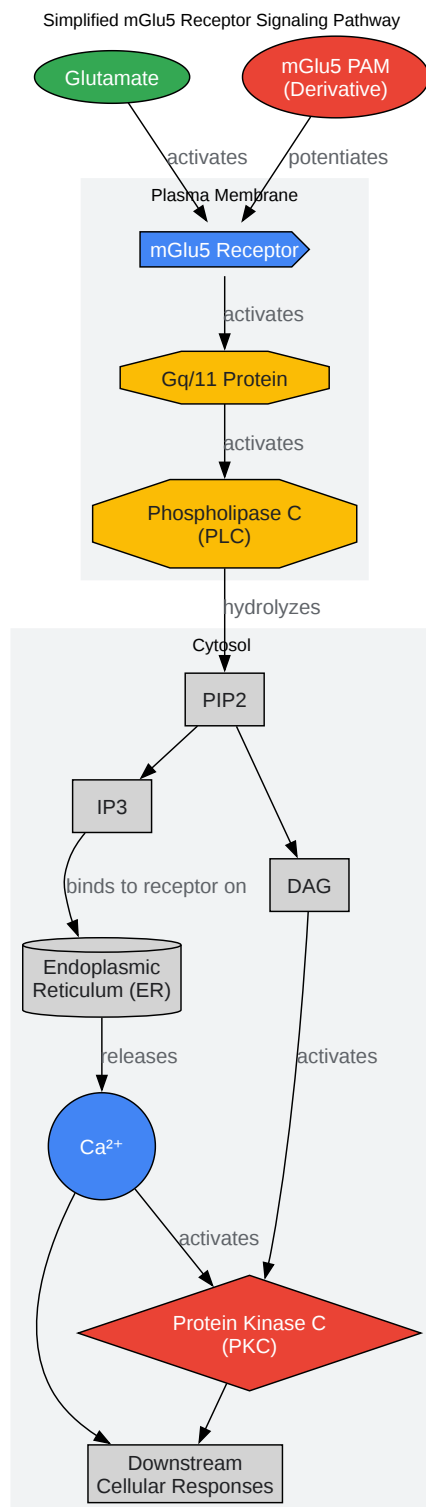 Simplified mGlu5 Receptor Signaling Pathway
Glutamate
mGlu5 PAM
(Derivative)
activates
potentiates
Plasma Membrane
mGlu5 Receptor
activates
Gq/11 Protein
activates
Phospholipase C
(PLC)
hydrolyzes
Cytosol
PIP2
IP3
DAG
binds to receptor on
Endoplasmic
Reticulum (ER)
releases
activates
Ca²⁺
activates
Protein Kinase C
(PKC)
Downstream
Cellular Responses